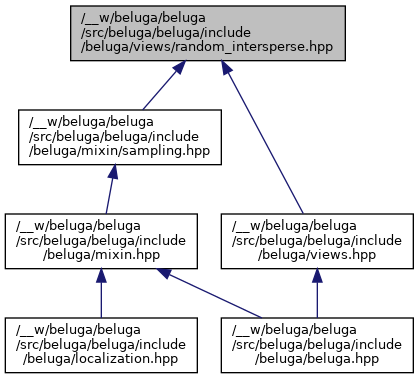 /__w/beluga/beluga
/src/beluga/beluga/include
/beluga/views/random_intersperse.hpp
/__w/beluga/beluga
/src/beluga/beluga/include
/beluga/mixin/sampling.hpp
/__w/beluga/beluga
/src/beluga/beluga/include
/beluga/mixin.hpp
/__w/beluga/beluga
/src/beluga/beluga/include
/beluga/views.hpp
/__w/beluga/beluga
/src/beluga/beluga/include
/beluga/localization.hpp
/__w/beluga/beluga
/src/beluga/beluga/include
/beluga/beluga.hpp